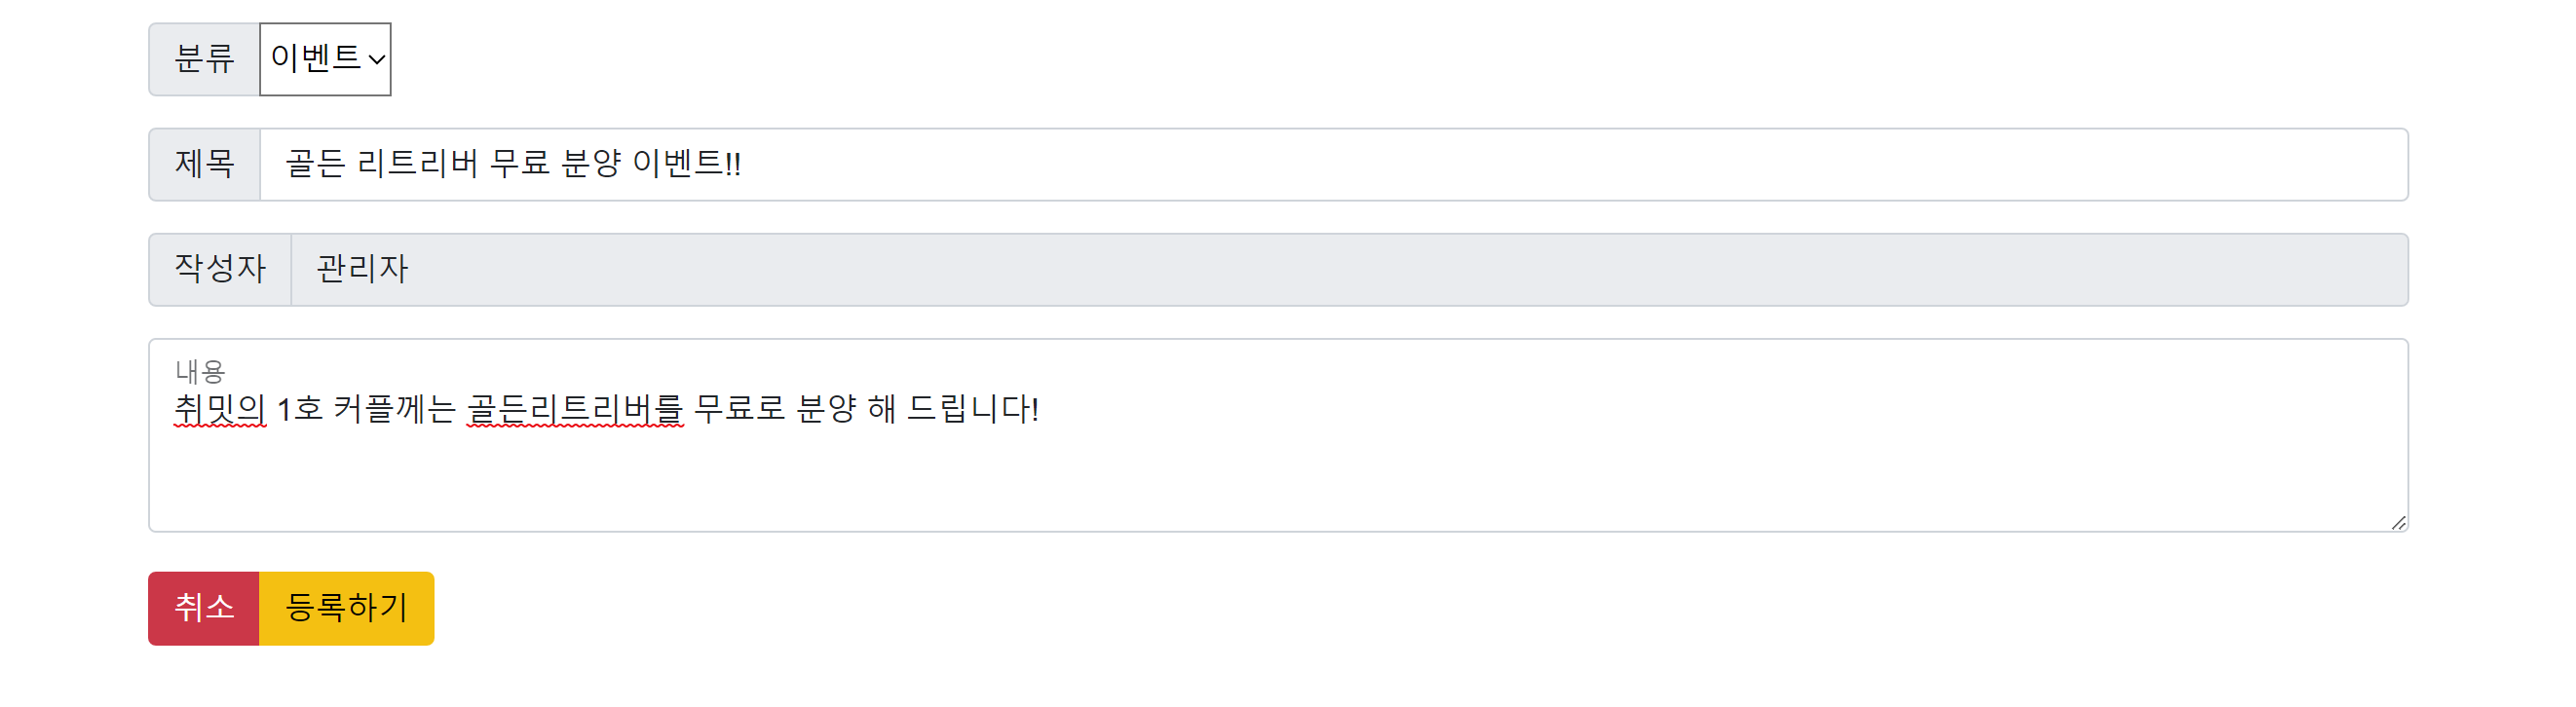 분류 이벤트
제목 골든 리트리버 무료 분양 이벤트!!
작성자 관리자
내용
취밋의 1호 커플께는 골든리트리버를 무료로 분양 해 드립니다!
취소 등록하기